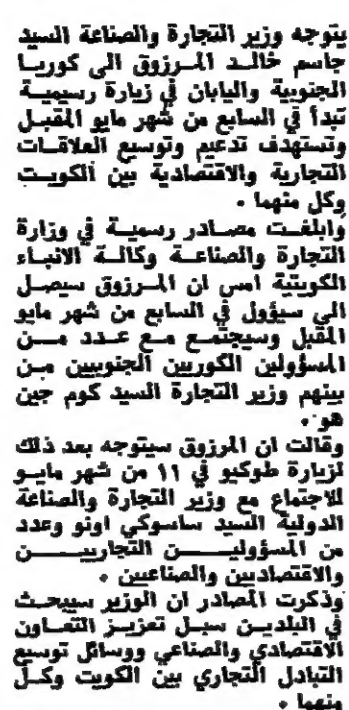 يتوجه وزير التجارة والصناعة السيد
جاسم خالد المرزوق الى كوريا
الجنوبية واليابان في زيارة رسمية
تبدأ في السابع من شهر مايو المقبل
وتستهدف تدعيم وتوسيع العلاقات
التجارية والاقتصادية بين الكويت
وكل منهما .
وابلغت مصادر رسمية في وزارة
التجارة والصناعة وكالة الانباء
الكويتية امس ان المرزوق سيصل
الي سيؤول في السابع من شهر مايو
المقبل وسيجتمع مع عدد من
المسؤولين الكوريين الجنوبيين من
بينهم وزير التجارة السيد كوم جين
هو .
وقالت ان المرزوق سيتوجه بعد ذلك
لزيارة طوكيو في ١١ من شهر مايو
للاجتماع مع وزير التجارة والصناعة
الدولية السيد ساسوكي اونو وعدد
من المسؤولين التجاريين
والاقتصاديين والصناعيين .
وذكرت المصادر ان الوزير سيبحث
في البلدين سبل تعزيز التعاون
الاقتصادي والصناعي ووسائل توسيع
التبادل التجاري بين الكويت وكل
منهما .